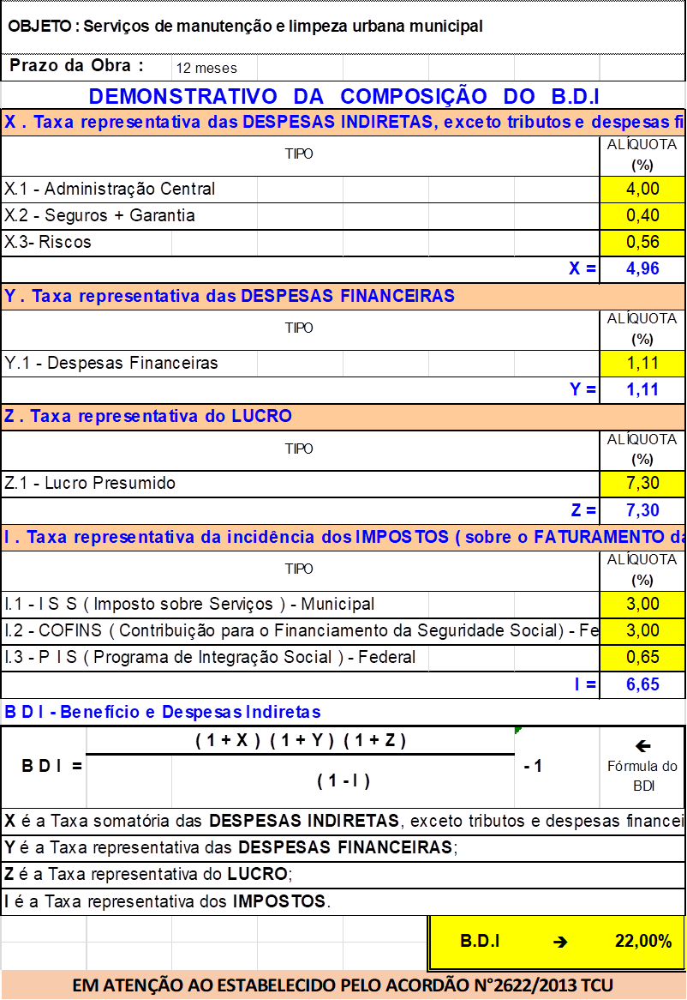 OBJETO : Serviços de manutenção e limpeza urbana municipal
Prazo da Obra : 12 meses
DEMONSTRATIVO DA COMPOSIÇÃO DO B.D.I
X . Taxa representativa das DESPESAS INDIRETAS, exceto tributos e despesas fi
TIPO ALÍQUOTA (%)
X.1 - Administração Central 4,00
X.2 - Seguros + Garantia 0,40
X.3- Riscos 0,56
X = 4,96
Y . Taxa representativa das DESPESAS FINANCEIRAS
TIPO ALÍQUOTA (%)
Y.1 - Despesas Financeiras 1,11
Y = 1,11
Z . Taxa representativa do LUCRO
TIPO ALÍQUOTA (%)
Z.1 - Lucro Presumido 7,30
Z = 7,30
I . Taxa representativa da incidência dos IMPOSTOS ( sobre o FATURAMENTO da
TIPO ALÍQUOTA (%)
I.1 - I S S ( Imposto sobre Serviços ) - Municipal 3,00
I.2 - COFINS ( Contribuição para o Financiamento da Seguridade Social) - Fe 3,00
I.3 - P I S ( Programa de Integração Social ) - Federal 0,65
I = 6,65
B D I - Benefício e Despesas Indiretas
( 1 + X ) ( 1 + Y ) ( 1 + Z )
B D I = - 1
( 1 - I )
← Fórmula do BDI
X é a Taxa somatória das DESPESAS INDIRETAS, exceto tributos e despesas financei
Y é a Taxa representativa das DESPESAS FINANCEIRAS;
Z é a Taxa representativa do LUCRO;
I é a Taxa representativa dos IMPOSTOS.
B.D.I → 22,00%
EM ATENÇÃO AO ESTABELECIDO PELO ACORDÃO N°2622/2013 TCU